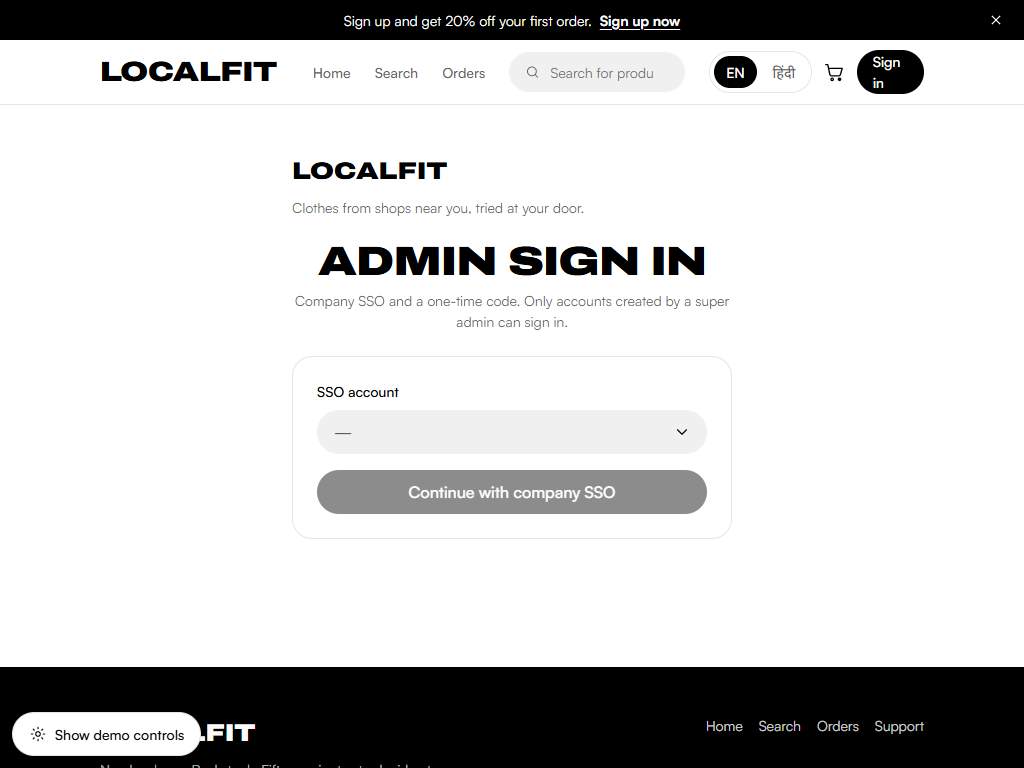 Sign up and get 20% off your first order. Sign up now
LOCALFIT
Home Search Orders
Search for produ
EN हिंदी
Sign in
LOCALFIT
Clothes from shops near you, tried at your door.
ADMIN SIGN IN
Company SSO and a one-time code. Only accounts created by a super
admin can sign in.
SSO account
—
Continue with company SSO
Show demo controls
LFIT
Home Search Orders Support